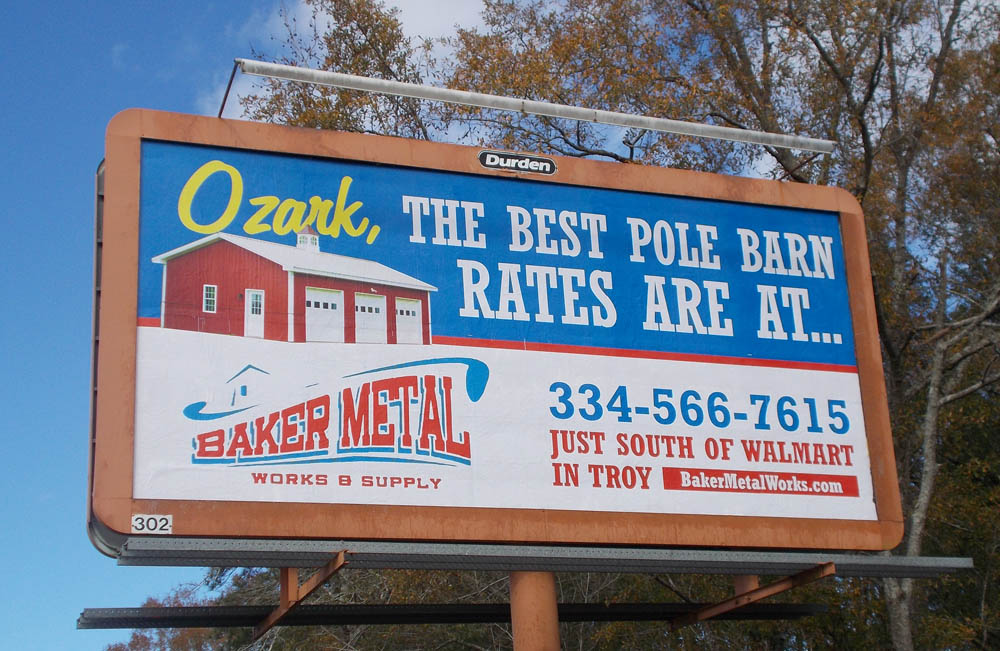 Durden
Ozark, THE BEST POLE BARN
RATES ARE AT...
BAKER METAL
WORKS & SUPPLY
334-566-7615
JUST SOUTH OF WALMART
IN TROY BakerMetalWorks.com
302